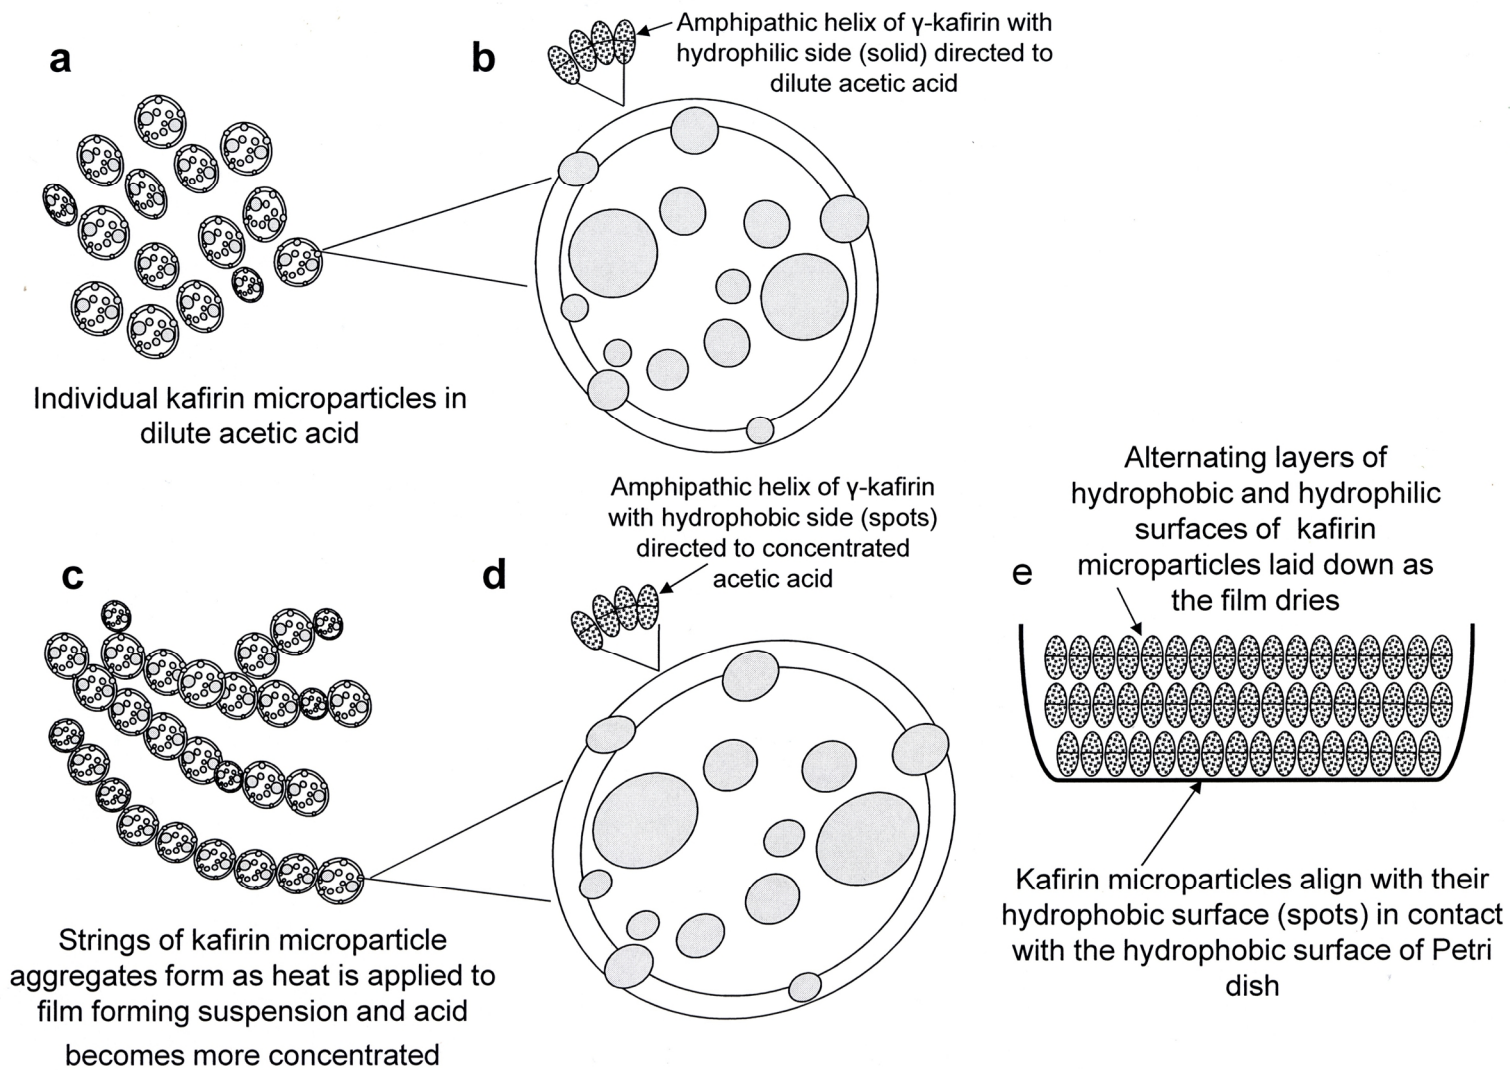 a
b
Amphipathic helix of γ-kafirin with
hydrophilic side (solid) directed to
dilute acetic acid
Individual kafirin microparticles in
dilute acetic acid
c
Strings of kafirin microparticle
aggregates form as heat is applied to
film forming suspension and acid
becomes more concentrated
d
Amphipathic helix of γ-kafirin
with hydrophobic side (spots)
directed to concentrated
acetic acid
e
Alternating layers of
hydrophobic and hydrophilic
surfaces of kafirin
microparticles laid down as
the film dries
Kafirin microparticles align with their
hydrophobic surface (spots) in contact
with the hydrophobic surface of Petri
dish